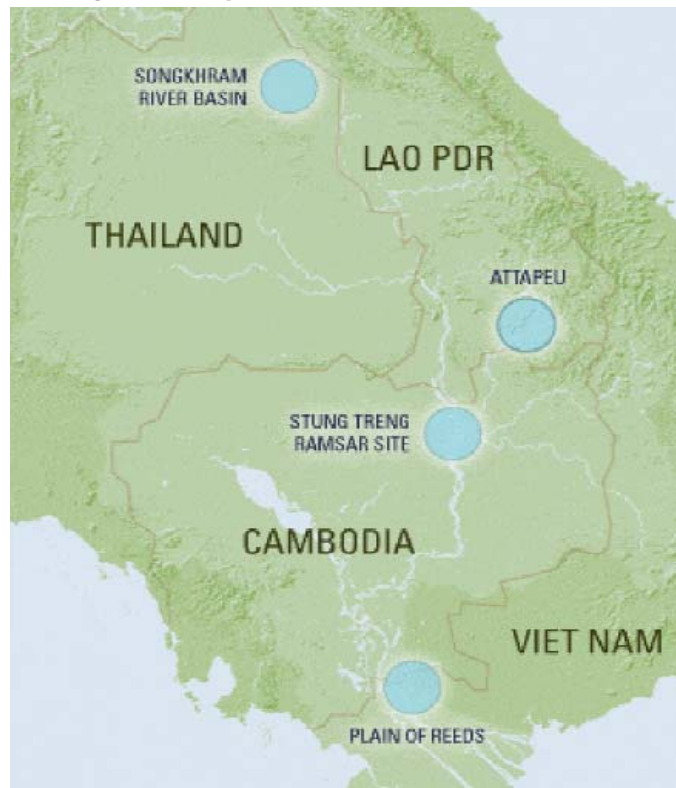 SONGKHRAM
RIVER BASIN
LAO PDR
THAILAND
ATTAPEU
STUNG TRENG
RAMSAR SITE
CAMBODIA
VIET NAM
PLAIN OF REEDS